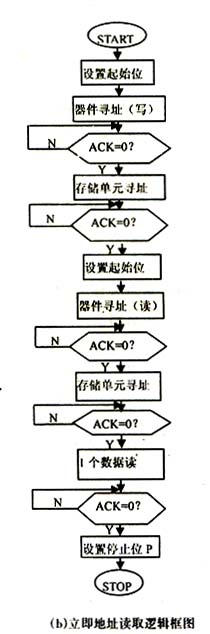 START
设置起始位
器件寻址（写）
N
ACK=0?
Y
存储单元寻址
N
ACK=0?
Y
设置起始位
器件寻址（读）
N
ACK=0?
Y
存储单元寻址
N
ACK=0?
Y
1个数据读
N
ACK=0?
Y
设置停止位 P
STOP
(b)立即地址读取逻辑框图